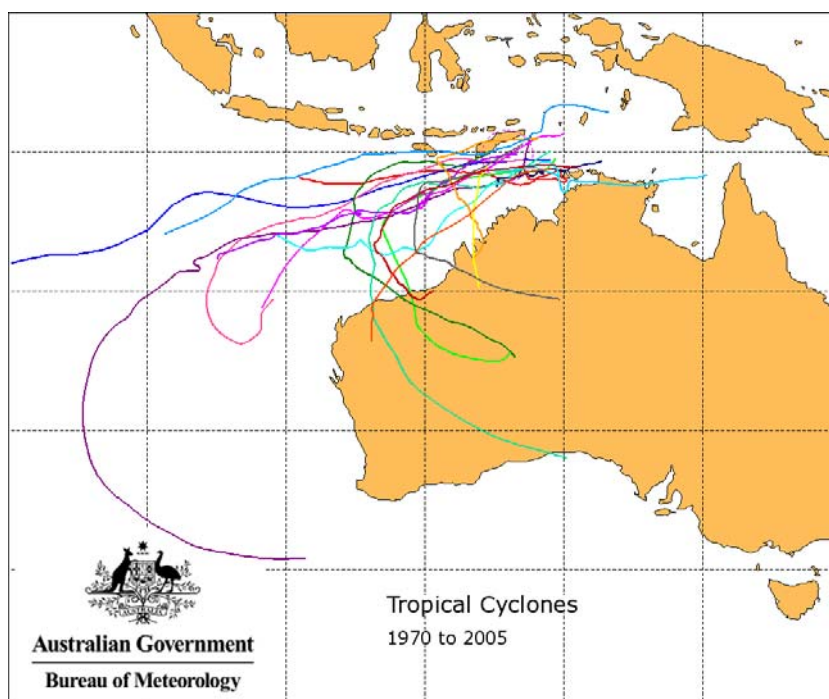 Tropical Cyclones
1970 to 2005
Australian Government
Bureau of Meteorology